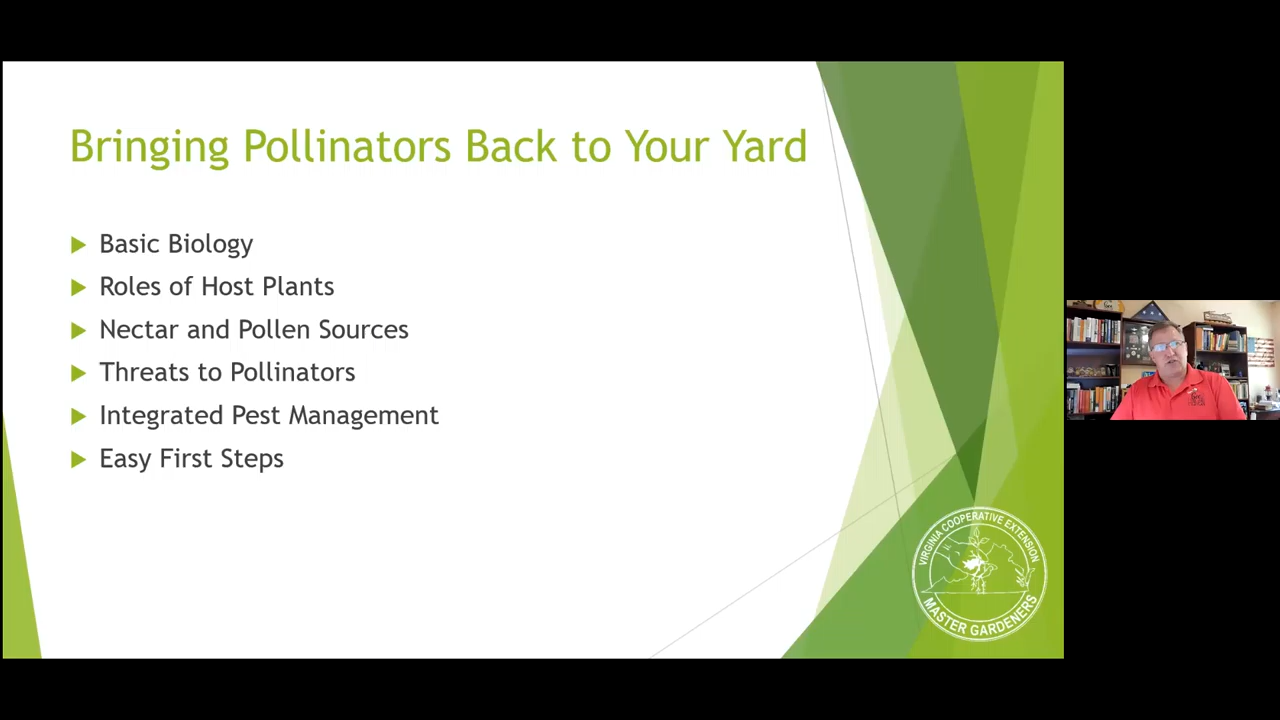 Bringing Pollinators Back to Your Yard
Basic Biology
Roles of Host Plants
Nectar and Pollen Sources
Threats to Pollinators
Integrated Pest Management
Easy First Steps
VIRGINIA COOPERATIVE EXTENSION
MASTER GARDENERS